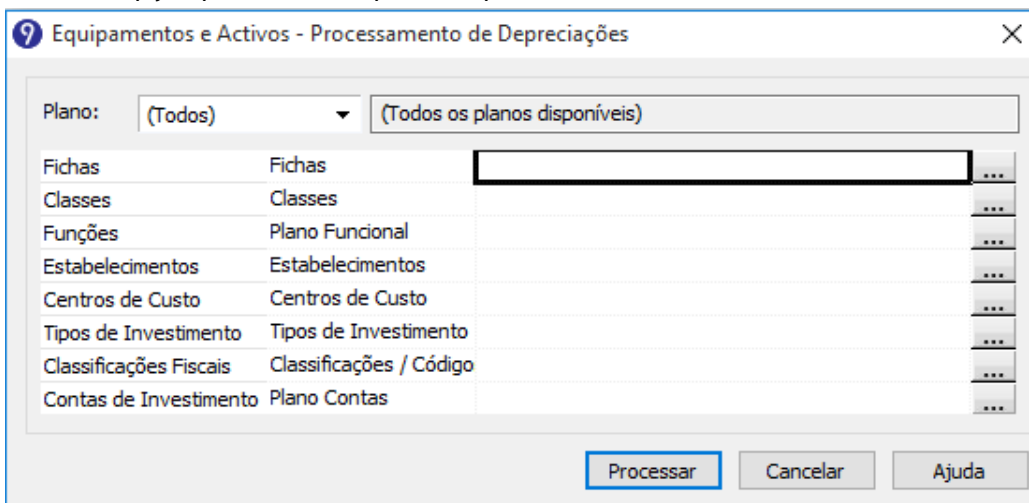 9 Equipamentos e Activos - Processamento de Depreciações
Plano: (Todos) (Todos os planos disponíveis)
Fichas Fichas ...
Classes Classes ...
Funções Plano Funcional ...
Estabelecimentos Estabelecimentos ...
Centros de Custo Centros de Custo ...
Tipos de Investimento Tipos de Investimento ...
Classificações Fiscais Classificações / Código ...
Contas de Investimento Plano Contas ...
Processar Cancelar Ajuda